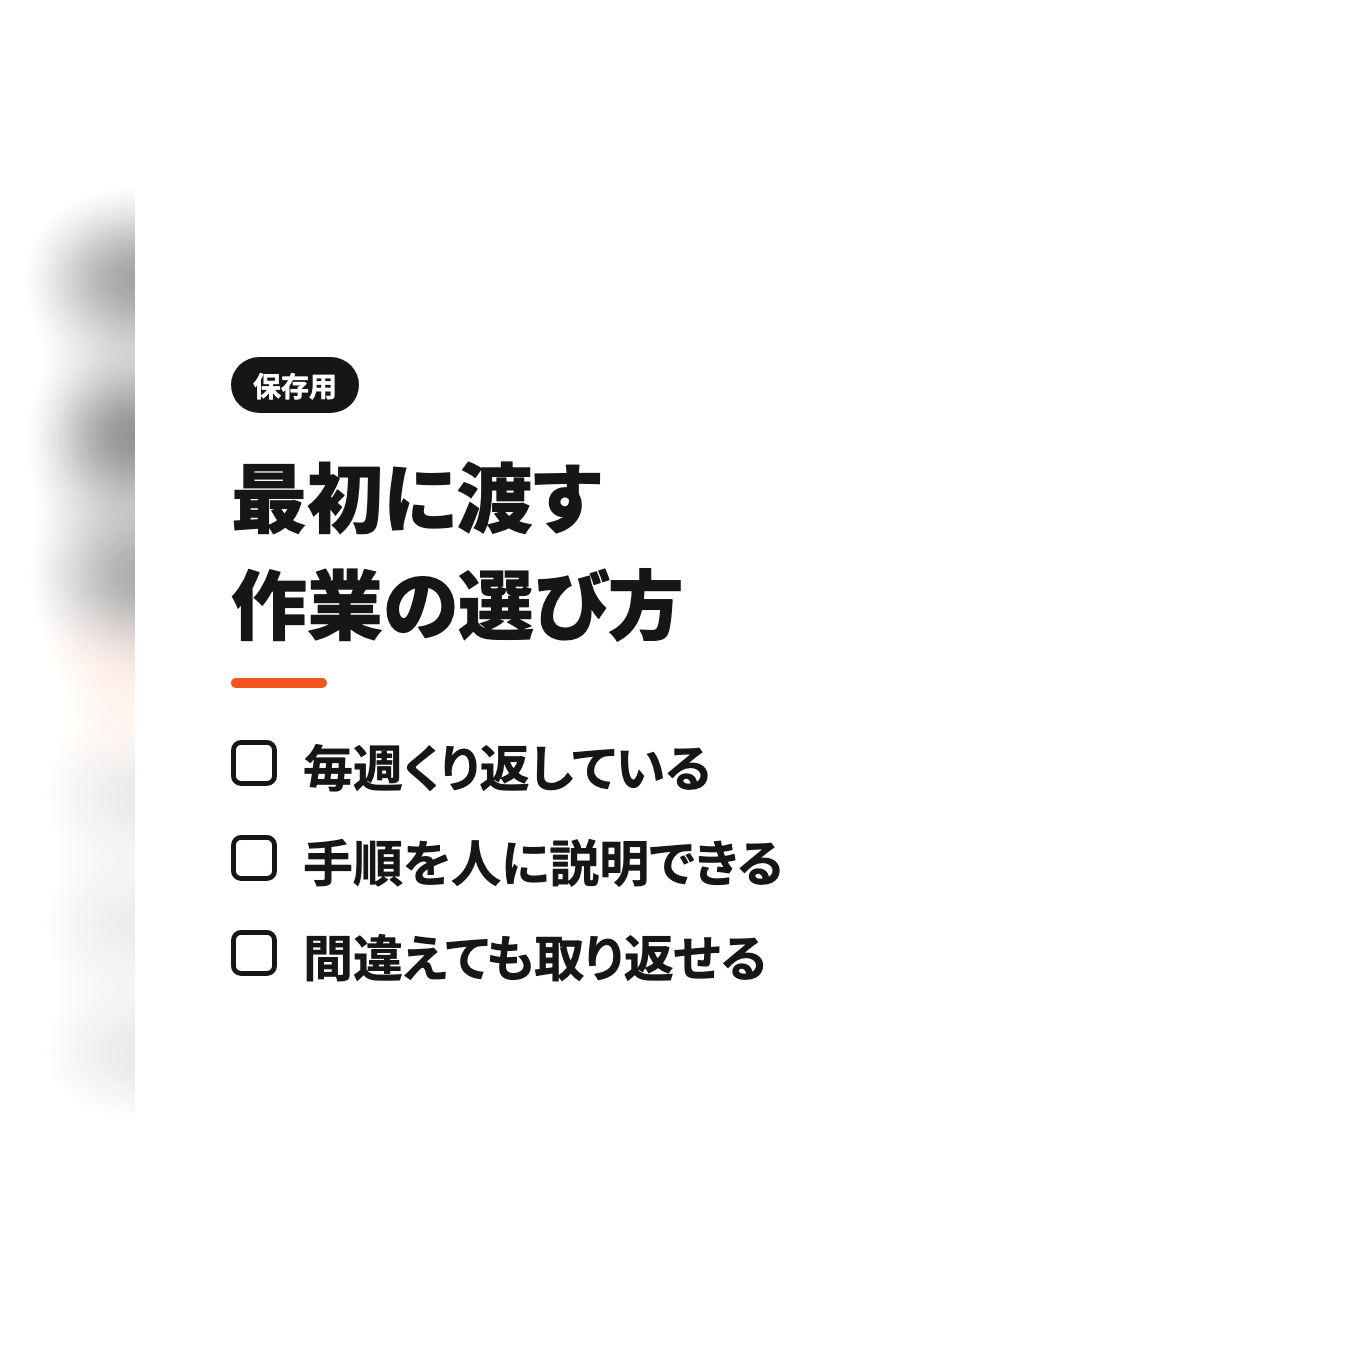 保存用
最初に渡す
作業の選び方
毎週くり返している
手順を人に説明できる
間違えても取り返せる